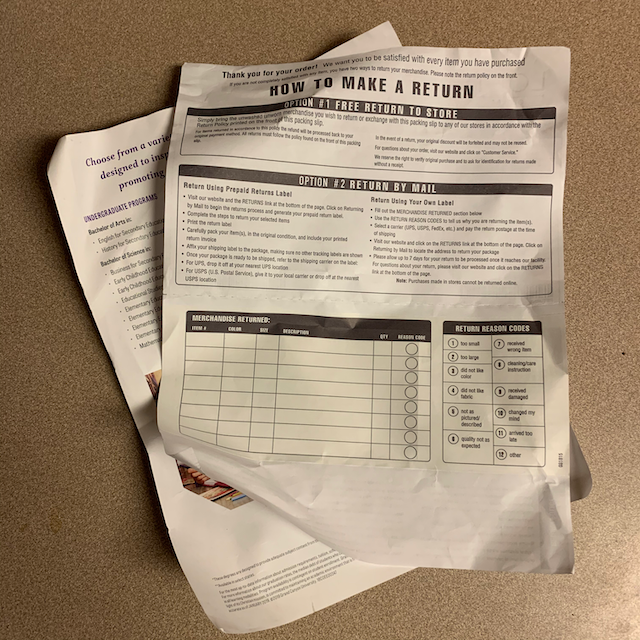 Thank you for your order! We want you to be satisfied with every item you have purchased
If you are not completely satisfied with any item, you have two ways to return your merchandise. Please note the return policy on the front.
HOW TO MAKE A RETURN
OPTION #1 FREE RETURN TO STORE
Simply bring the unwashed, unworn merchandise you wish to return or exchange with this packing slip to any of our stores in accordance with the
Return Policy printed on the front of this packing slip.
For items returned in accordance to this policy the refund will be processed back to your
original payment method. All returns must follow the policy found on the front of this packing
slip.
In the event of a return, your original discount will be forfeited and may not be reused.
For questions about your order, visit our website and click on "Customer Service."
We reserve the right to verify original purchase and to ask for identification for returns made
without a receipt.
OPTION #2 RETURN BY MAIL
Return Using Prepaid Returns Label
• Visit our website and the RETURNS link at the bottom of the page. Click on Returning
by Mail to begin the returns process and generate your prepaid return label.
• Complete the steps to return your selected items
• Print the return label
• Carefully pack your item(s), in the original condition, and include your printed
return invoice
• Affix your shipping label to the package, making sure no other tracking labels are shown
• Once your package is ready to be shipped, refer to the shipping carrier on the label.
• For UPS, drop it off at your nearest UPS location
• For USPS (U.S. Postal Service), give it to your local carrier or drop off at the nearest
USPS location
Return Using Your Own Label
• Fill out the MERCHANDISE RETURNED section below
• Use the RETURN REASON CODES to tell us why you are returning the item(s).
• Select a carrier (UPS, USPS, FedEx, etc.) and pay the return postage at the time
of shipping
• Visit our website and click on the RETURNS link at the bottom of the page. Click on
Returning by Mail to locate the address to return your package
• Please allow up to 7 days for your return to be processed once it reaches our facility.
For questions about your return, please visit our website and click on the RETURNS
link at the bottom of the page.
Note: Purchases made in stores cannot be returned online.
MERCHANDISE RETURNED:
ITEM # COLOR SIZE DESCRIPTION QTY REASON CODE
RETURN REASON CODES
1 too small
2 too large
3 did not like
color
4 did not like
fabric
5 not as
pictured/
described
6 quality not as
expected
7 received
wrong item
8 cleaning/care
instruction
9 received
damaged
10 changed my
mind
11 arrived too
late
12 other
Choose from a varie
designed to insp
promoting
UNDERGRADUATE PROGRAMS
Bachelor of Arts in:
• English for Secondary Edu
• History for Secondary
Bachelor of Science in:
• Business for Secondar
• Early Childhood Edu
• Early Childhood
• Educational
• Elementary Edu
• Elementary
• Elementary
• Elementary
• Mathe